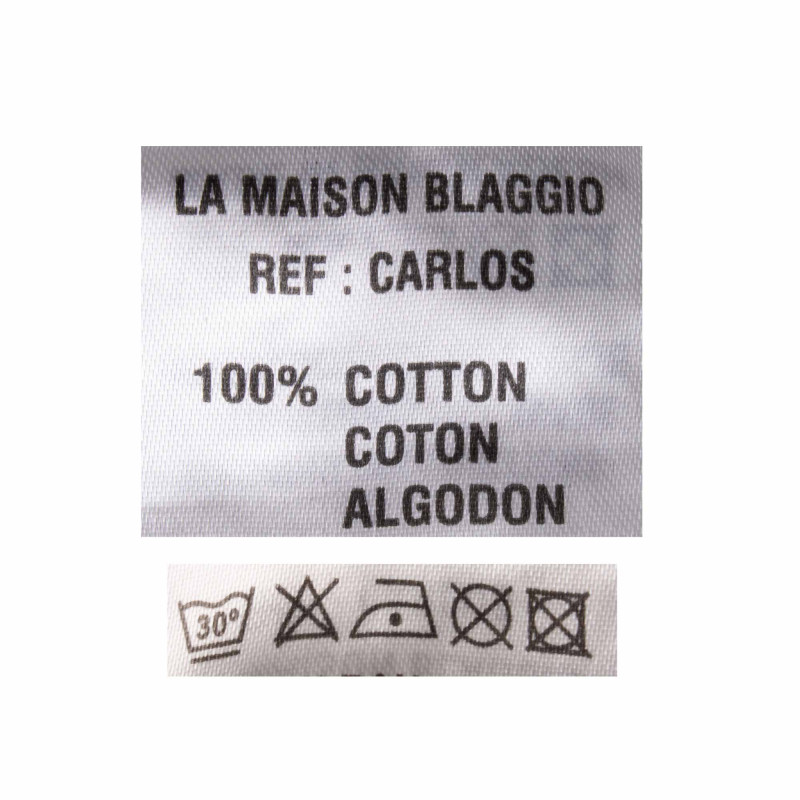 LA MAISON BLAGGIO
REF : CARLOS
100% COTTON
COTON
ALGODON
30°